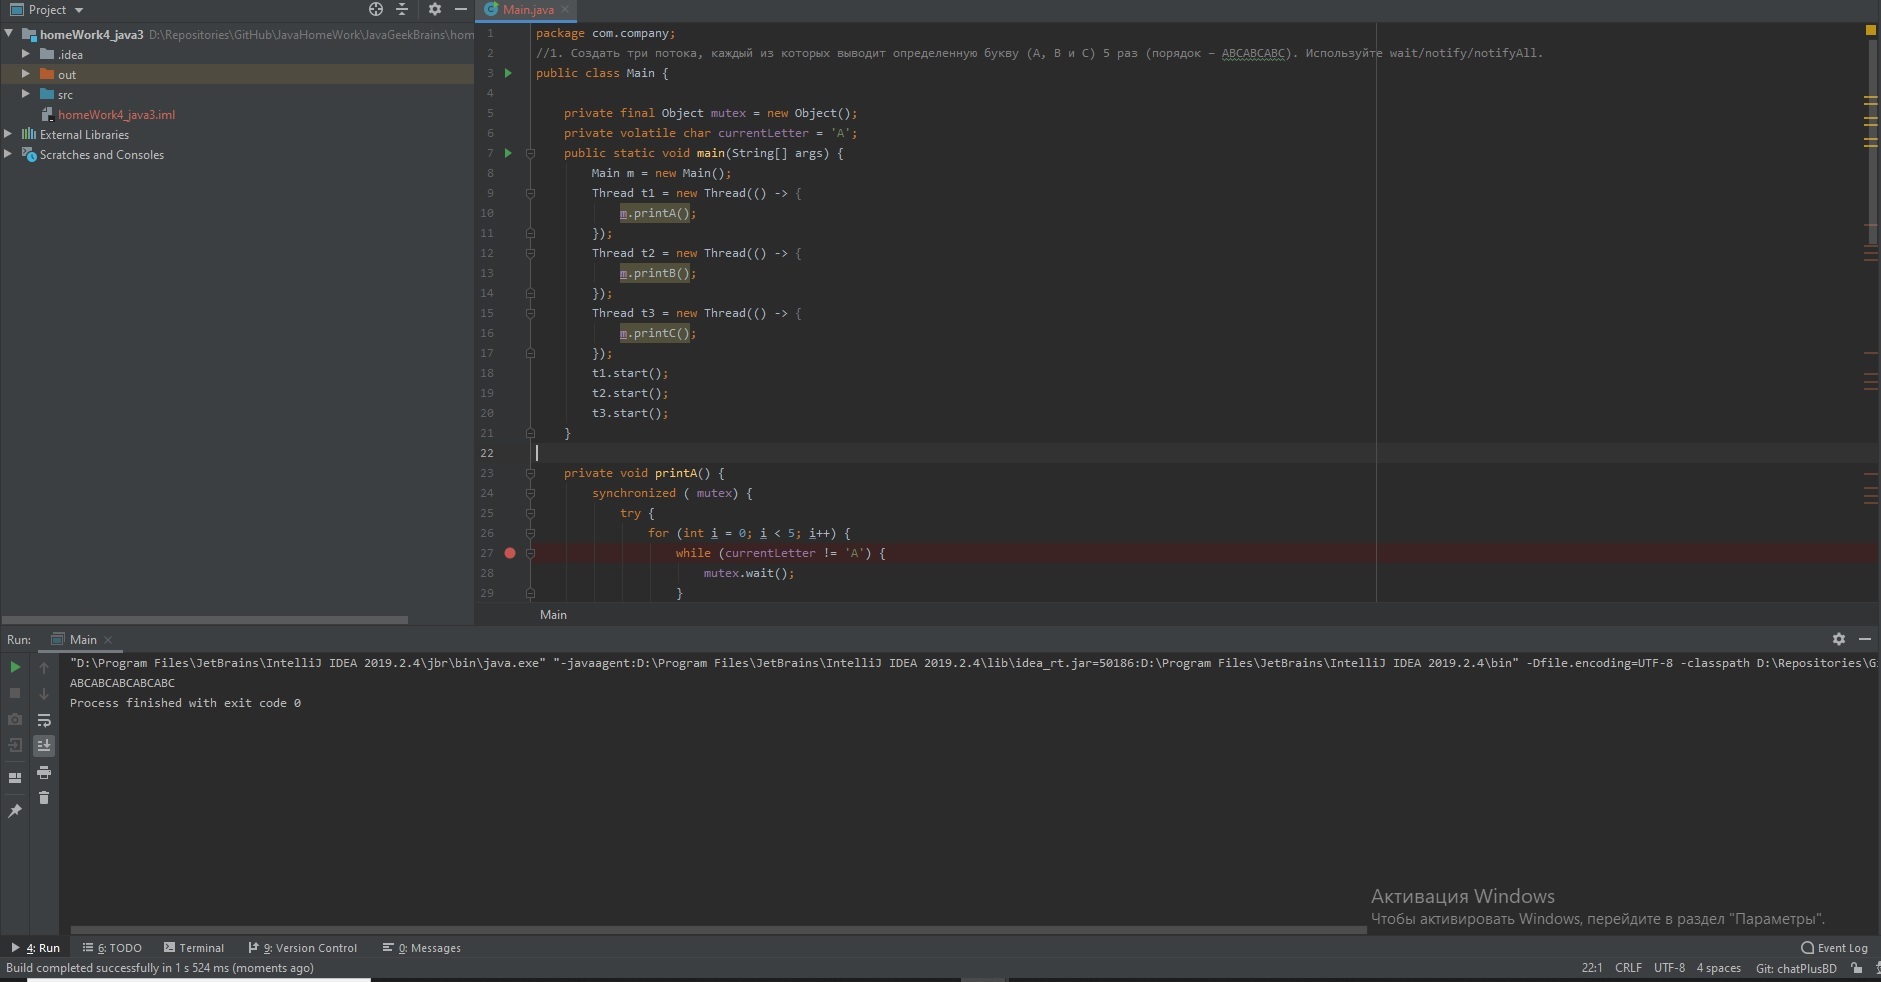 Project
Main.java
homeWork4_java3 D:\Repositories\GitHub\JavaHomeWork\JavaGeekBrains\hom
.idea
out
src
homeWork4_java3.iml
External Libraries
Scratches and Consoles
1 package com.company;
2 //1. Создать три потока, каждый из которых выводит определенную букву (A, B и C) 5 раз (порядок – ABCABCABC). Используйте wait/notify/notifyAll.
3 public class Main {
4
5 private final Object mutex = new Object();
6 private volatile char currentLetter = 'A';
7 public static void main(String[] args) {
8 Main m = new Main();
9 Thread t1 = new Thread(() -> {
10 m.printA();
11 });
12 Thread t2 = new Thread(() -> {
13 m.printB();
14 });
15 Thread t3 = new Thread(() -> {
16 m.printC();
17 });
18 t1.start();
19 t2.start();
20 t3.start();
21 }
22
23 private void printA() {
24 synchronized ( mutex) {
25 try {
26 for (int i = 0; i < 5; i++) {
27 while (currentLetter != 'A') {
28 mutex.wait();
29 }
Main
Run: Main
"D:\Program Files\JetBrains\IntelliJ IDEA 2019.2.4\jbr\bin\java.exe" "-javaagent:D:\Program Files\JetBrains\IntelliJ IDEA 2019.2.4\lib\idea_rt.jar=50186:D:\Program Files\JetBrains\IntelliJ IDEA 2019.2.4\bin" -Dfile.encoding=UTF-8 -classpath D:\Repositories\G
ABCABCABCABCABC
Process finished with exit code 0
Активация Windows
Чтобы активировать Windows, перейдите в раздел "Параметры".
4: Run 6: TODO Terminal 9: Version Control 0: Messages Event Log
Build completed successfully in 1 s 524 ms (moments ago) 22:1 CRLF UTF-8 4 spaces Git: chatPlusBD